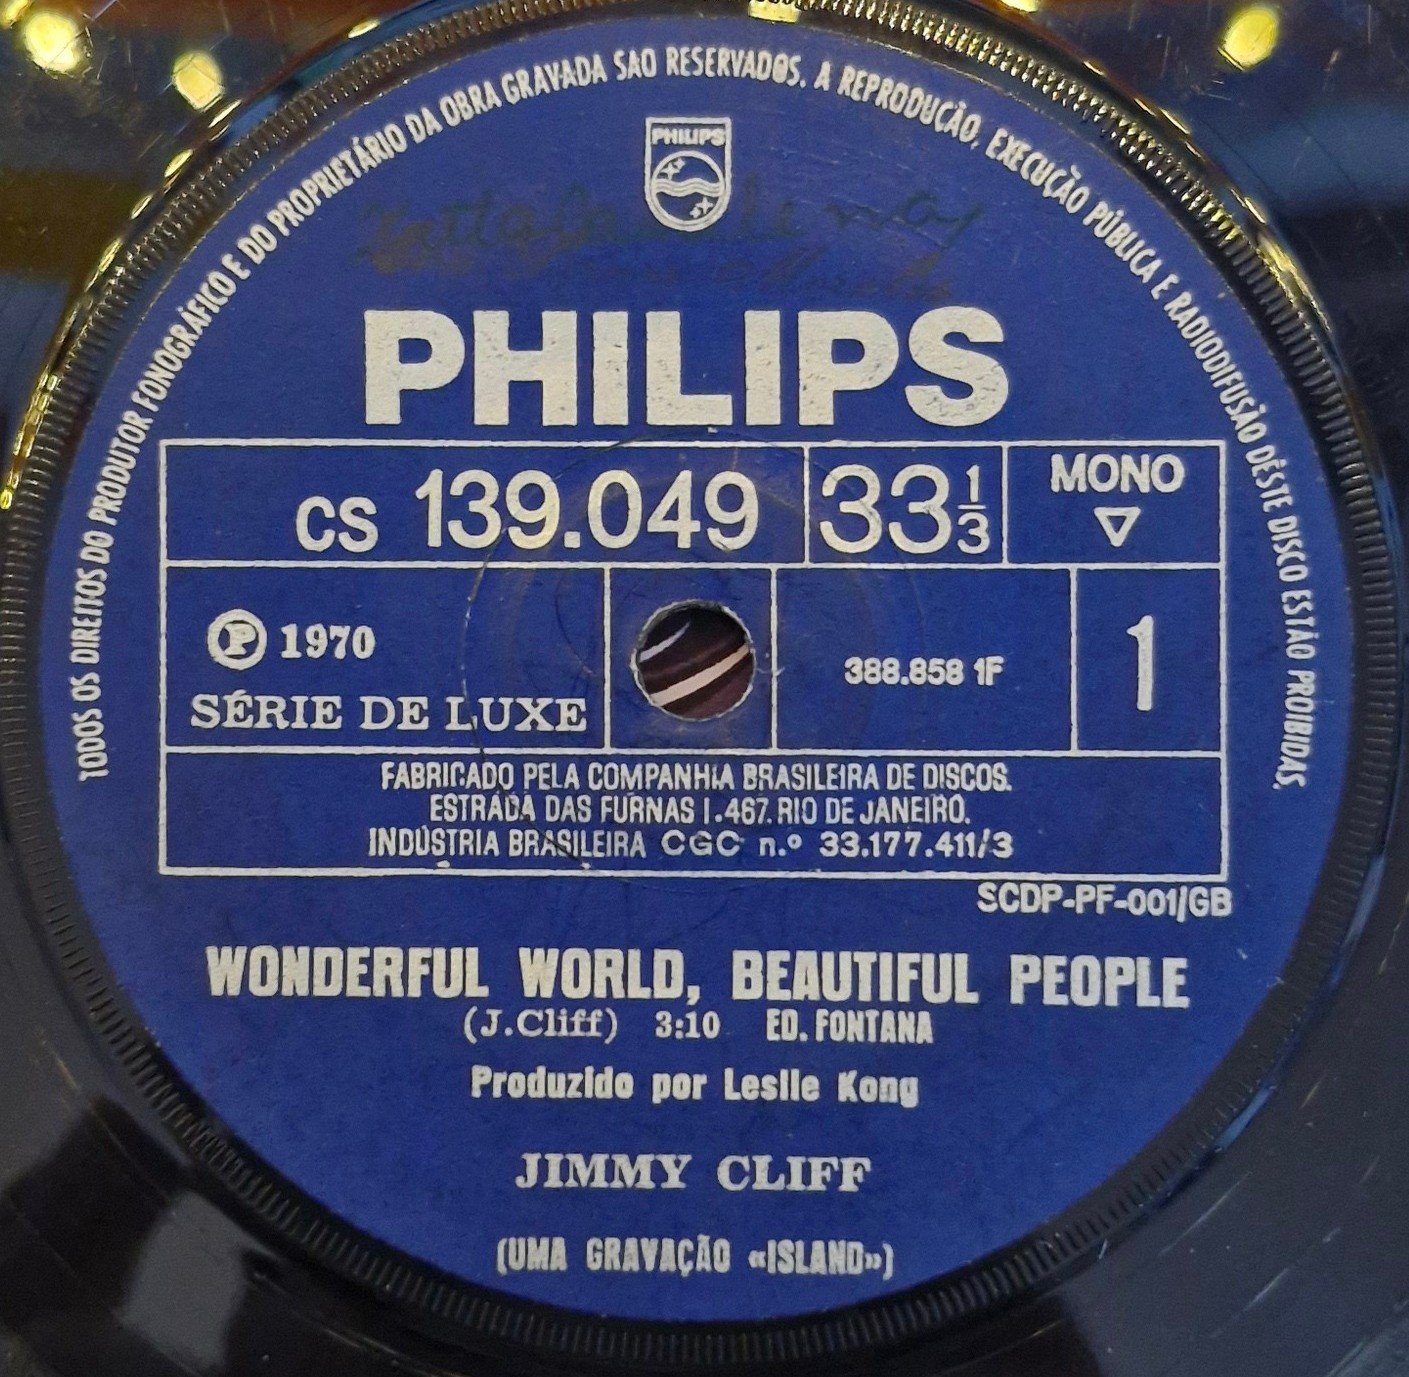 TODOS OS DIREITOS DO PRODUTOR FONOGRÁFICO E DO PROPRIETÁRIO DA OBRA GRAVADA SAO RESERVADOS. A REPRODUÇÃO, EXECUÇÃO PÚBLICA E RADIODIFUSÃO DÊSTE DISCO ESTÃO PROIBIDAS.
PHILIPS
PHILIPS
CS 139.049 33 1/3 MONO
℗ 1970
SÉRIE DE LUXE
388.858 1F
1
FABRICADO PELA COMPANHIA BRASILEIRA DE DISCOS.
ESTRADA DAS FURNAS 1.467. RIO DE JANEIRO.
INDÚSTRIA BRASILEIRA CGC n.º 33.177.411/3
SCDP-PF-001/GB
WONDERFUL WORLD, BEAUTIFUL PEOPLE
(J.Cliff) 3:10 ED. FONTANA
Produzido por Leslie Kong
JIMMY CLIFF
(UMA GRAVAÇÃO «ISLAND»)